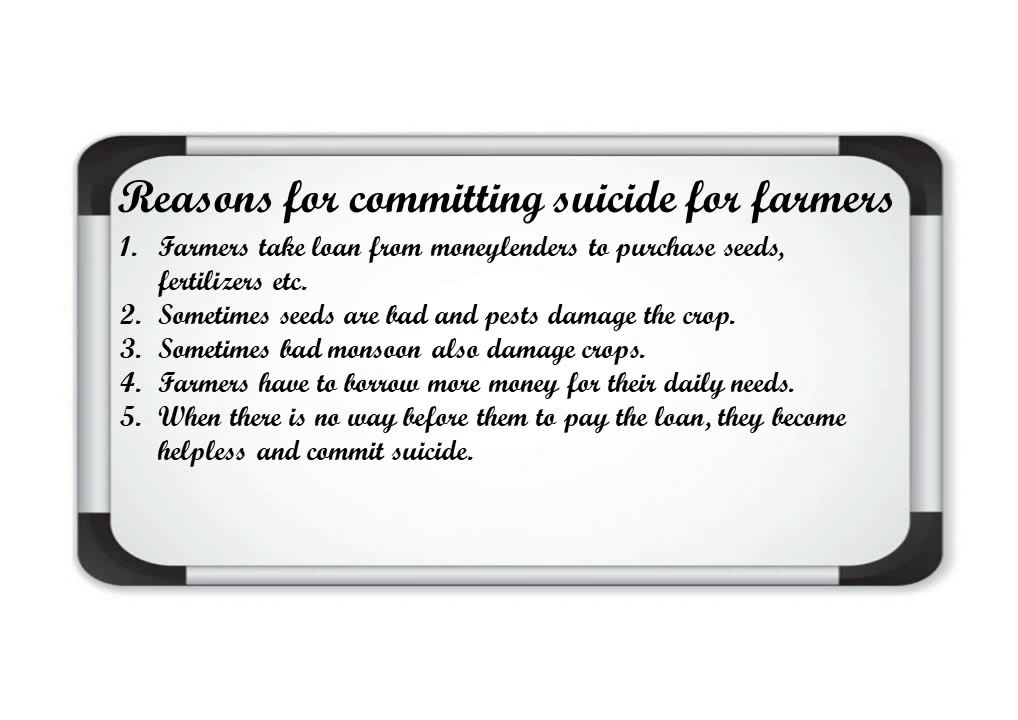 Reasons for committing suicide for farmers
1. Farmers take loan from moneylenders to purchase seeds,
fertilizers etc.
2. Sometimes seeds are bad and pests damage the crop.
3. Sometimes bad monsoon also damage crops.
4. Farmers have to borrow more money for their daily needs.
5. When there is no way before them to pay the loan, they become
helpless and commit suicide.